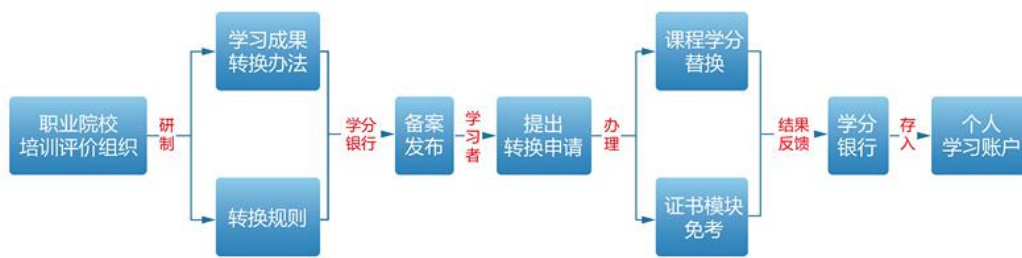 职业院校
培训评价组织
研
制
学习成果
转换办法
转换规则
学分
银行
备案
发布
学
习
者
提出
转换申请
办
理
课程学分
替换
证书模块
免考
结果
反馈
学分
银行
存
入
个人
学习账户